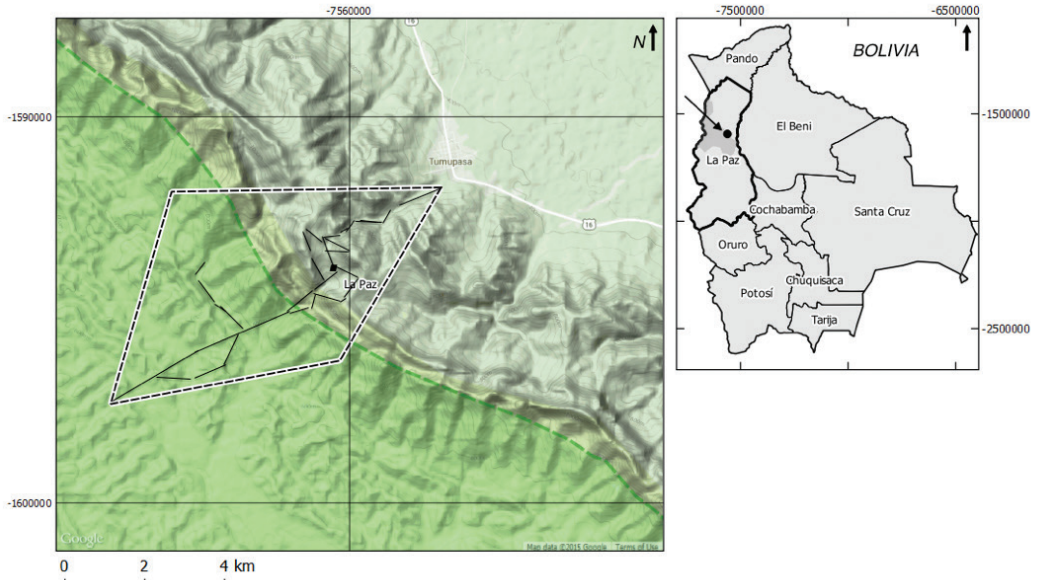 -7560000
16
N
-1590000
Tumupasa
16
La Paz
-1600000
Google
Map data ©2015 Google
Terms of Use
0 2 4 km
-7500000 -6500000
BOLIVIA
Pando
-1500000
El Beni
La Paz
Cochabamba
Santa Cruz
Oruro
Chuquisaca
Potosí
Tarija
-2500000